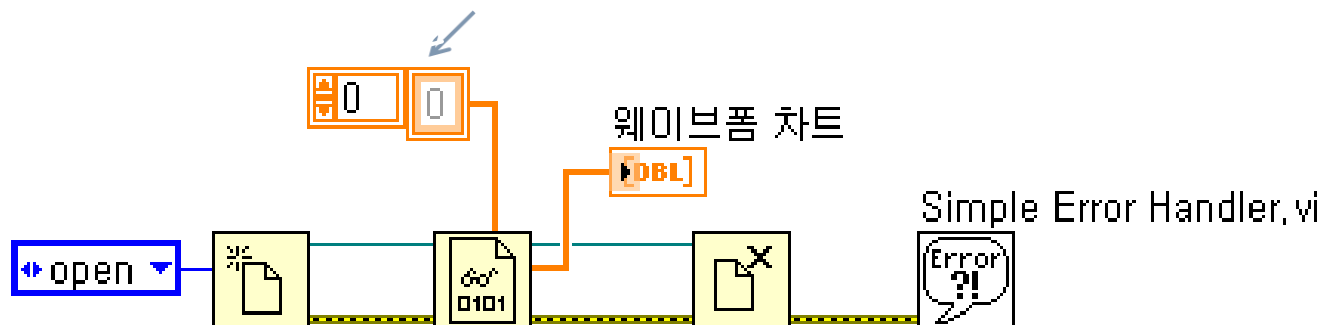 0 0
웨이브폼 차트
[DBL]
Simple Error Handler, vi
open
0101
Error
?!